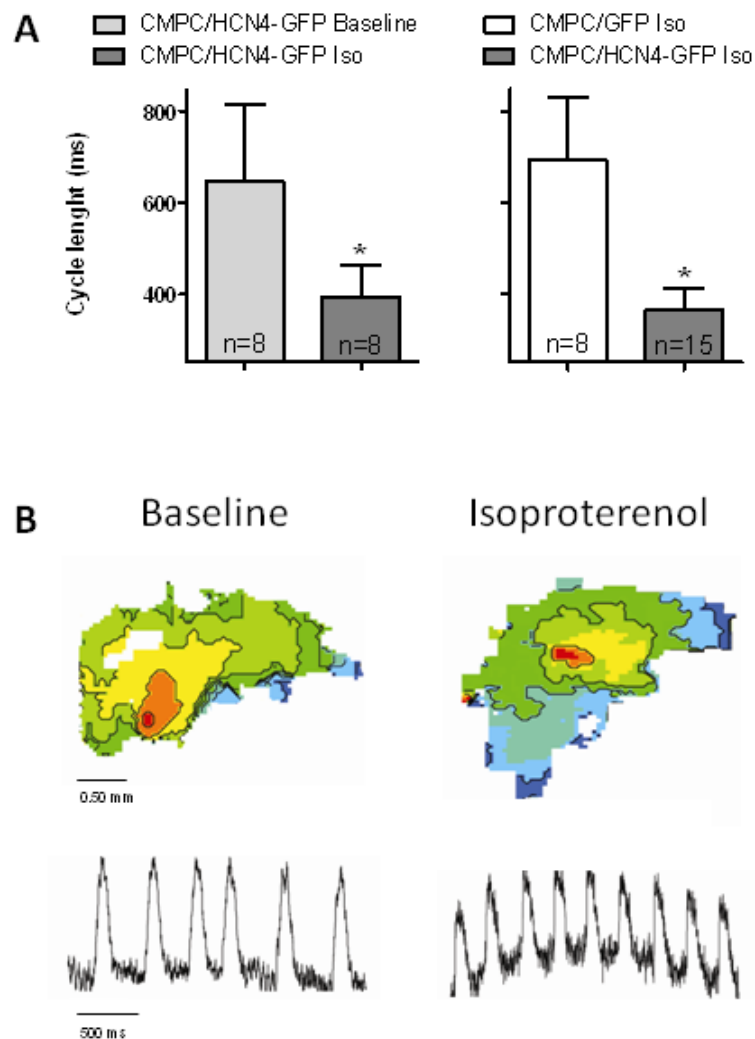 A
CMPC/HCN4-GFP Baseline
CMPC/HCN4-GFP Iso
CMPC/GFP Iso
CMPC/HCN4-GFP Iso
Cycle lenght (ms)
800
600
400
*
*
n=8
n=8
n=8
n=15
B
Baseline
Isoproterenol
0.50 mm
500 ms